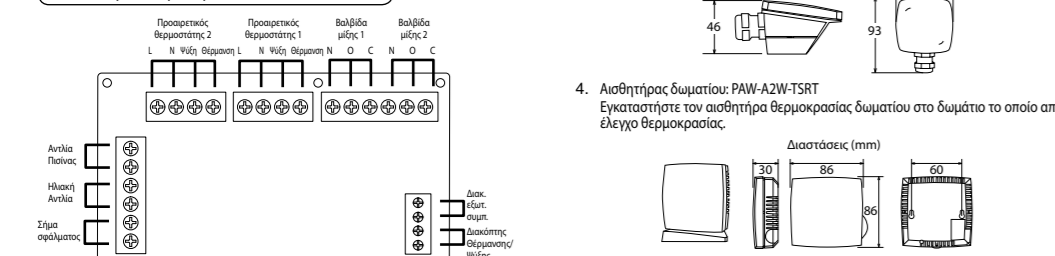 Προαιρετικός
θερμοστάτης 2
Προαιρετικός
θερμοστάτης 1
Βαλβίδα
μίξης 1
Βαλβίδα
μίξης 2
L N Ψύξη Θέρμανση L N Ψύξη Θέρμανση N O C N O C
Αντλία
Πισίνας
Ηλιακή
Αντλία
Σήμα
σφάλματος
Διακ.
εξωτ.
συμπ.
Διακόπτης
Θέρμανσης/
Ψύξης
46
93
4. Αισθητήρας δωματίου: PAW-A2W-TSRT
Εγκαταστήστε τον αισθητήρα θερμοκρασίας δωματίου στο δωμάτιο το οποίο απ
έλεγχο θερμοκρασίας.
Διαστάσεις (mm)
30
86
86
60